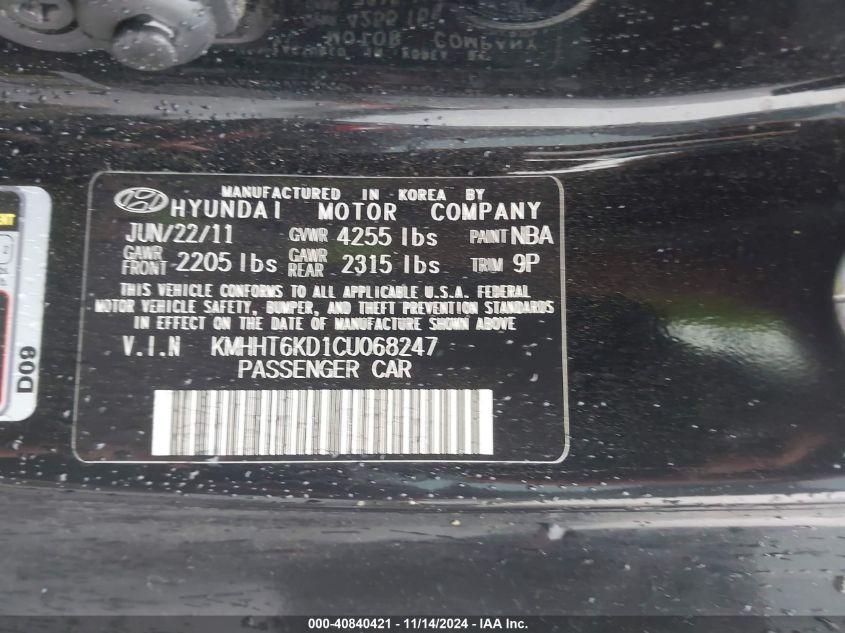 MOTOR COMPANY
MANUFACTURED IN KOREA BY
HYUNDAI MOTOR COMPANY
JUN/22/11 GVWR 4255 lbs PAINT NBA
GAWR FRONT 2205 lbs GAWR REAR 2315 lbs TRIM 9P
THIS VEHICLE CONFORMS TO ALL APPLICABLE U.S.A. FEDERAL
MOTOR VEHICLE SAFETY, BUMPER, AND THEFT PREVENTION STANDARDS
IN EFFECT ON THE DATE OF MANUFACTURE SHOWN ABOVE
V.I.N KMHHT6KD1CU068247
PASSENGER CAR
D09
000-40840421 - 11/14/2024 - IAA Inc.